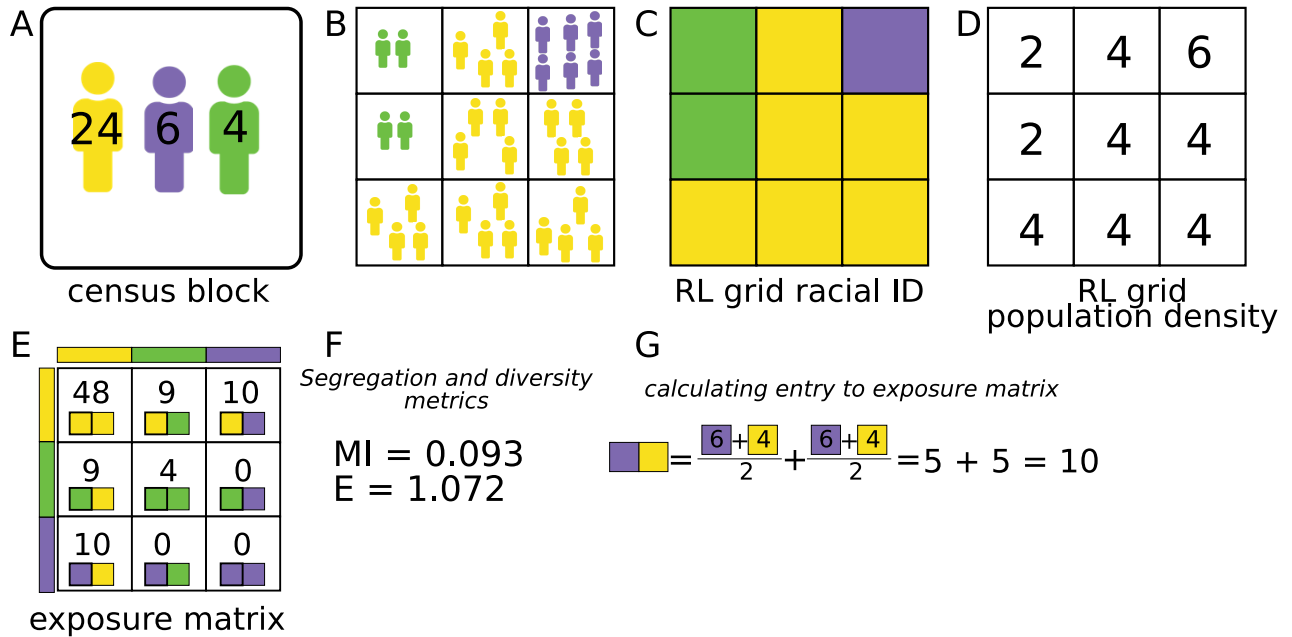 A
24 6 4
census block
B
C
RL grid racial ID
D
2 4 6
2 4 4
4 4 4
RL grid
population density
E
48 9 10
9 4 0
10 0 0
exposure matrix
F
Segregation and diversity
metrics
MI = 0.093
E = 1.072
G
calculating entry to exposure matrix
= 6 + 4 / 2 + 6 + 4 / 2 = 5 + 5 = 10